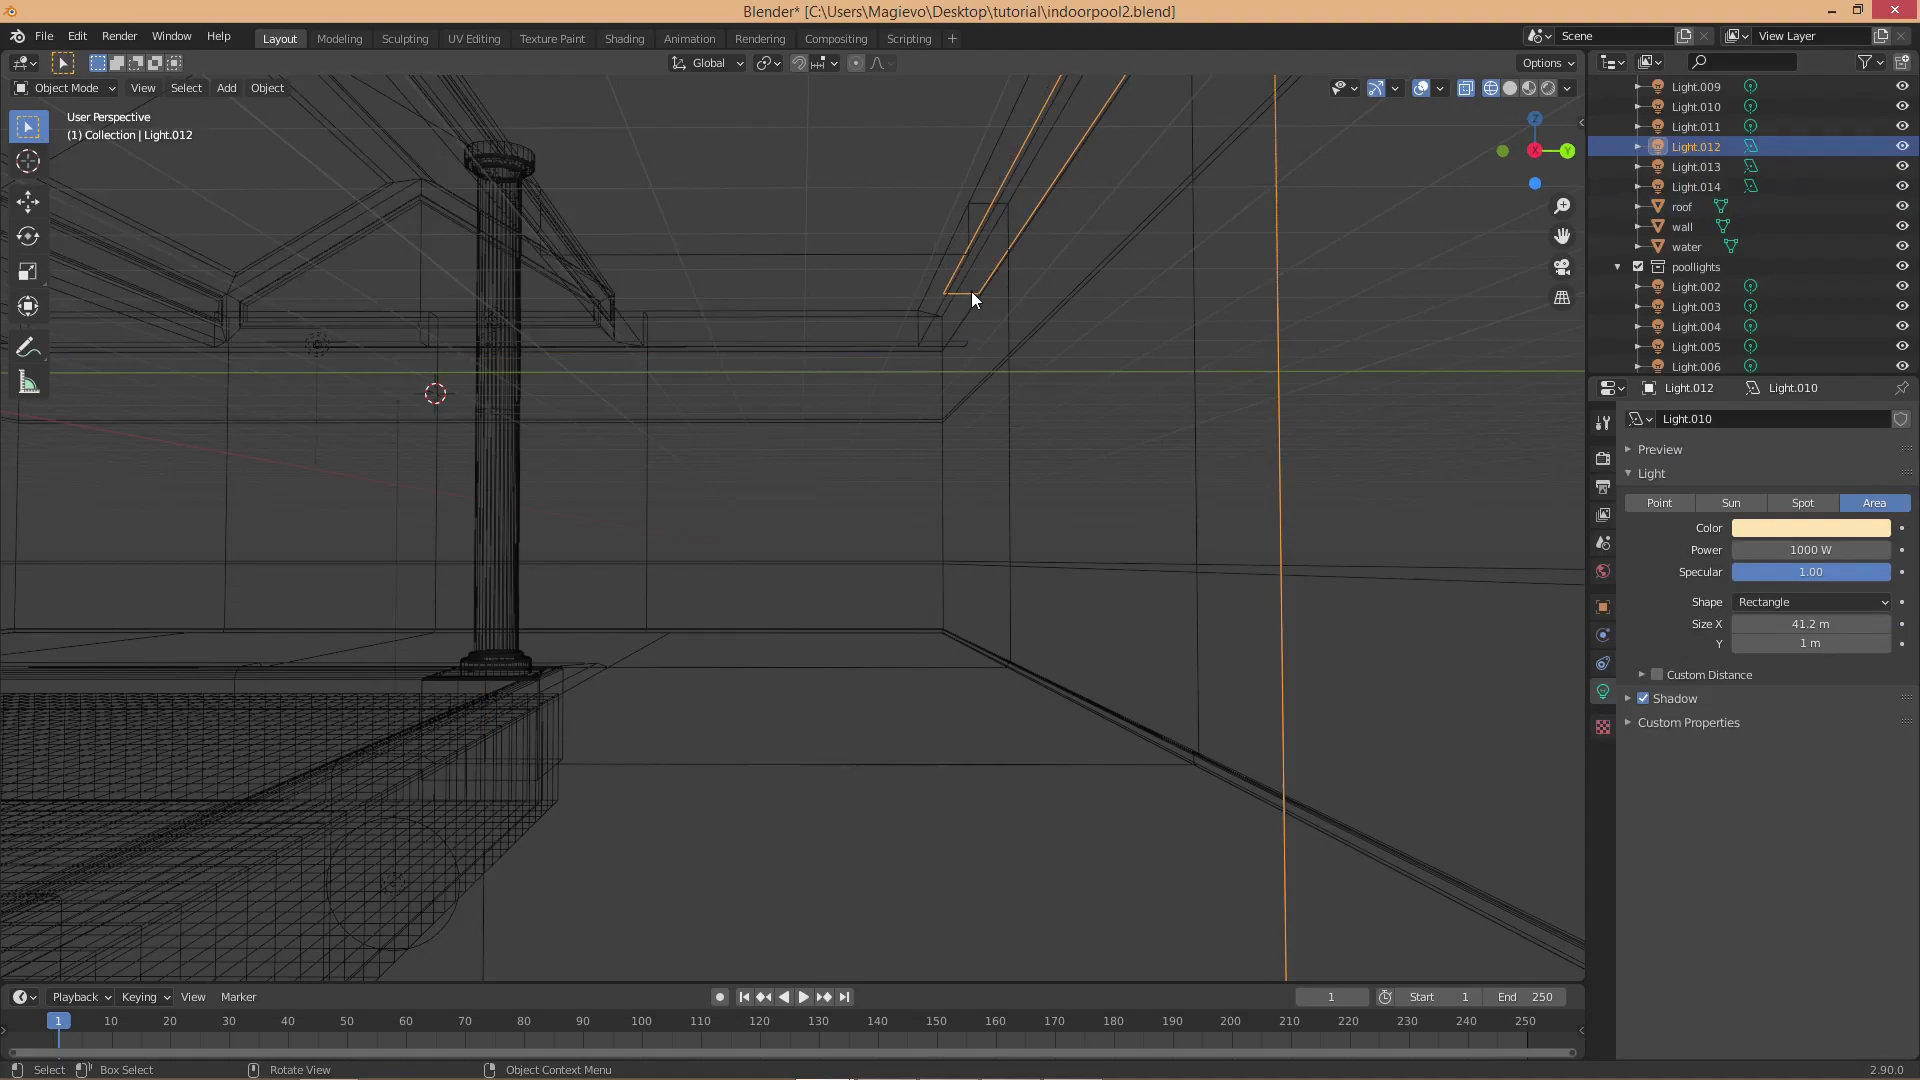 Blender* [C:\Users\Magievo\Desktop\tutorial\indoorpool2.blend]
File Edit Render Window Help Layout Modeling Sculpting UV Editing Texture Paint Shading Animation Rendering Compositing Scripting + Scene View Layer
Global Options
Object Mode View Select Add Object
User Perspective
(1) Collection | Light.012
Z
X Y
Light.009
Light.010
Light.011
Light.012
Light.013
Light.014
roof
wall
water
poollights
Light.002
Light.003
Light.004
Light.005
Light.006
Light.012 Light.010
Light.010
Preview
Light
Point Sun Spot Area
Color
Power 1000 W
Specular 1.00
Shape Rectangle
Size X 41.2 m
Y 1 m
Custom Distance
Shadow
Custom Properties
Playback Keying View Marker 1 Start 1 End 250
1 10 20 30 40 50 60 70 80 90 100 110 120 130 140 150 160 170 180 190 200 210 220 230 240 250
Select Box Select Rotate View Object Context Menu 2.90.0